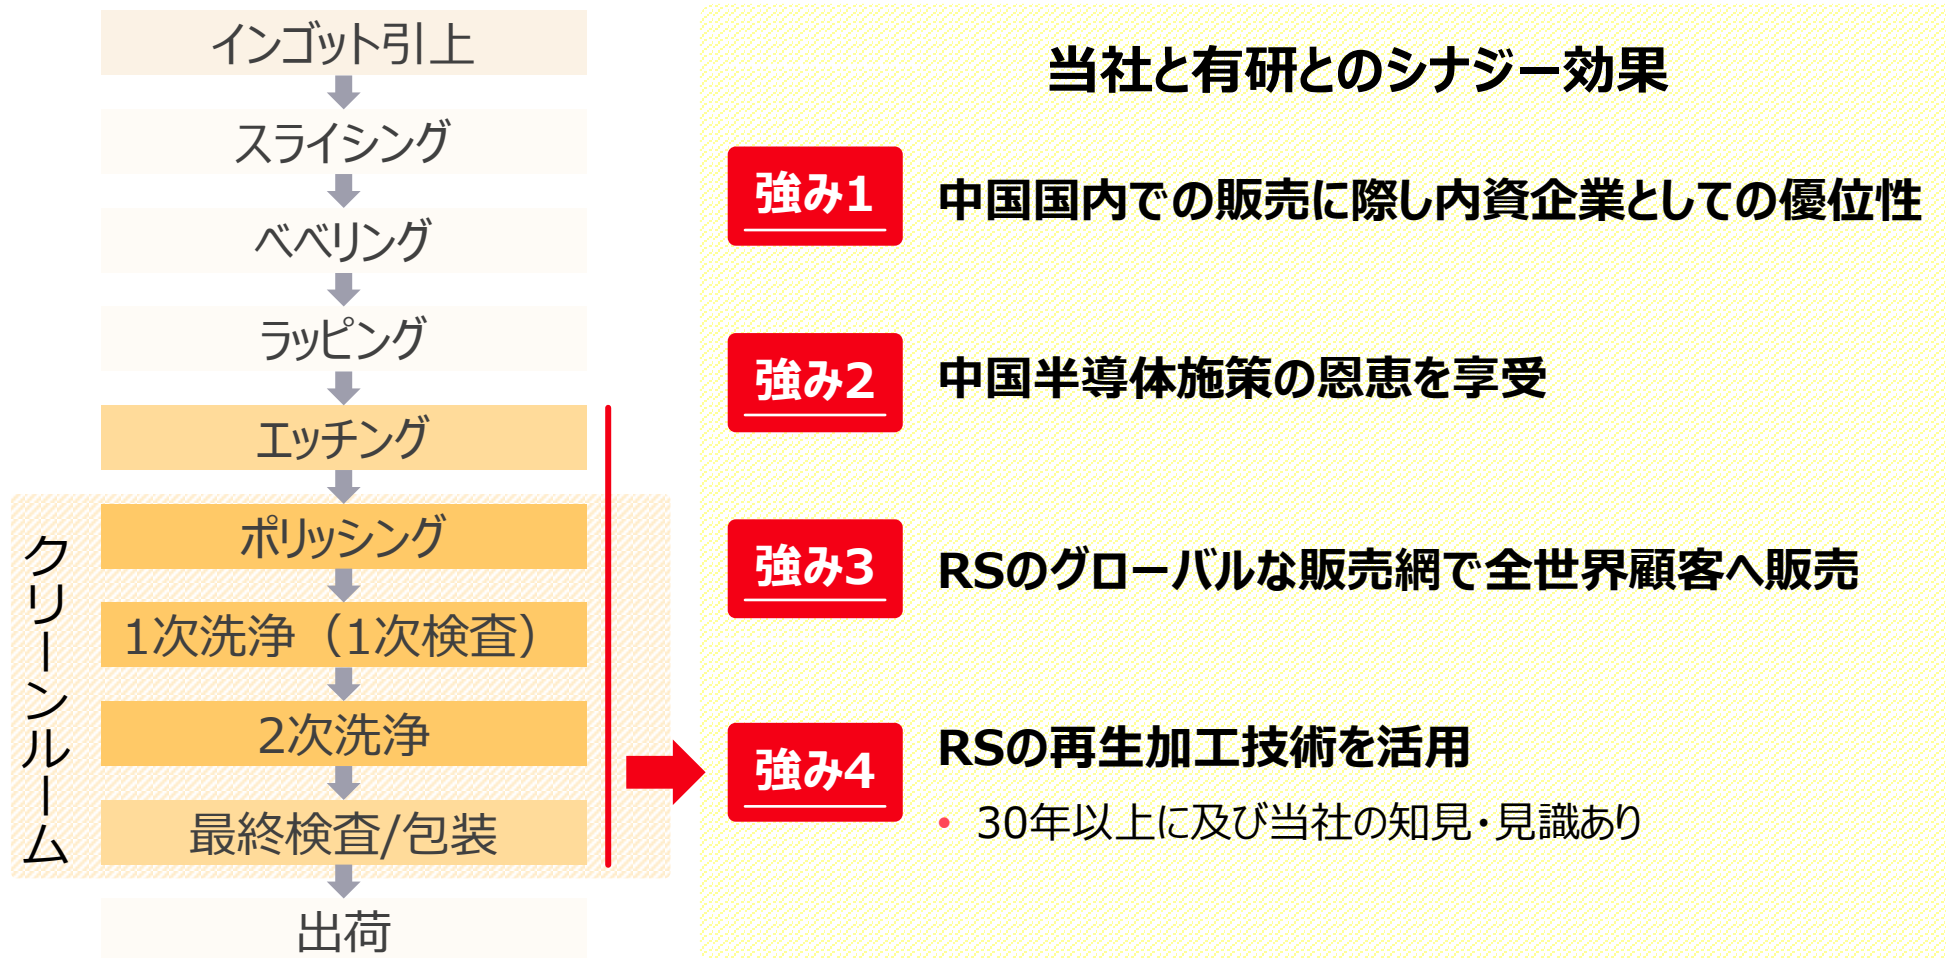 インゴット引上
スライシング
ベベリング
ラッピング
エッチング
ポリッシング
1次洗浄（1次検査）
2次洗浄
最終検査/包装
出荷
クリーンルーム
当社と有研とのシナジー効果
強み1
中国国内での販売に際し内資企業としての優位性
強み2
中国半導体施策の恩恵を享受
強み3
RSのグローバルな販売網で全世界顧客へ販売
強み4
RSの再生加工技術を活用
• 30年以上に及び当社の知見・見識あり